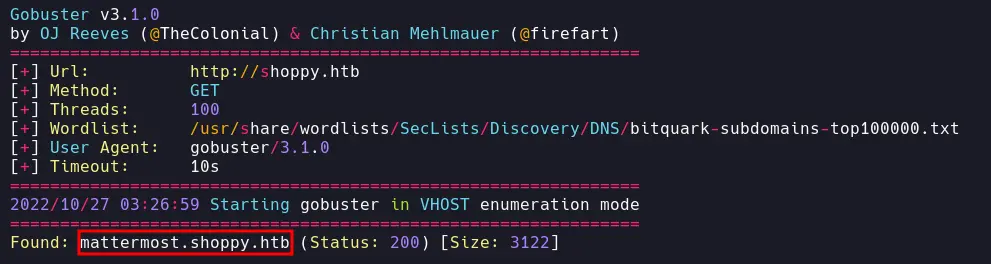 Gobuster v3.1.0
by OJ Reeves (@TheColonial) & Christian Mehlmauer (@firefart)
===============================================================
[+] Url:          http://shoppy.htb
[+] Method:       GET
[+] Threads:      100
[+] Wordlist:     /usr/share/wordlists/SecLists/Discovery/DNS/bitquark-subdomains-top100000.txt
[+] User Agent:   gobuster/3.1.0
[+] Timeout:      10s
===============================================================
2022/10/27 03:26:59 Starting gobuster in VHOST enumeration mode
===============================================================
Found: mattermost.shoppy.htb (Status: 200) [Size: 3122]